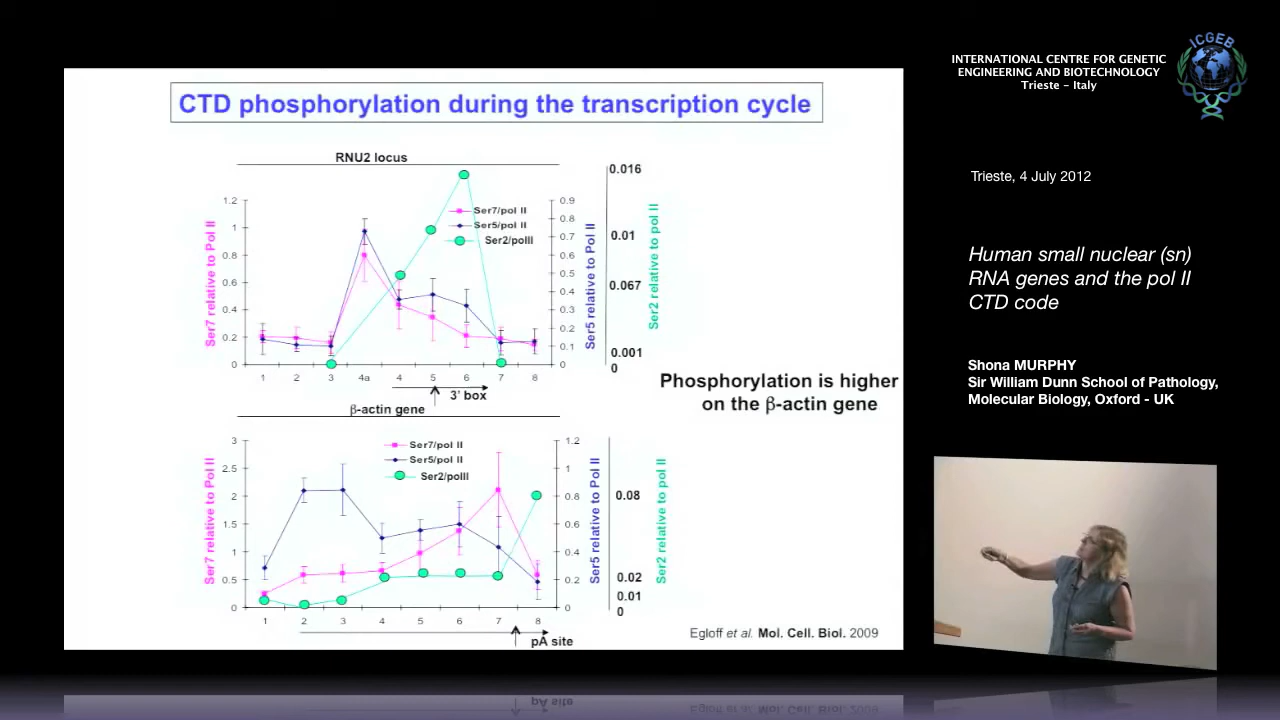 CTD phosphorylation during the transcription cycle
RNU2 locus
1.2
1
0.8
0.6
0.4
0.2
0
Ser7 relative to Pol II
Ser7/pol II
Ser5/pol II
Ser2/polII
0.9
0.8
0.7
0.6
0.5
0.4
0.3
0.2
0.1
0
Ser5 relative to Pol II
0.016
0.01
0.067
0.001
0
Ser2 relative to pol II
1 2 3 4a 4 5 6 7 8
3' box
Phosphorylation is higher
on the β-actin gene
β-actin gene
3
2.5
2
1.5
1
0.5
0
Ser7 relative to Pol II
Ser7/pol II
Ser5/pol II
Ser2/polII
1.2
1
0.8
0.6
0.4
0.2
0
Ser5 relative to Pol II
0.08
0.02
0.01
0
Ser2 relative to pol II
1 2 3 4 5 6 7 8
pA site
Egloff et al. Mol. Cell. Biol. 2009
INTERNATIONAL CENTRE FOR GENETIC
ENGINEERING AND BIOTECHNOLOGY
Trieste - Italy
ICGEB
Trieste, 4 July 2012
Human small nuclear (sn)
RNA genes and the pol II
CTD code
Shona MURPHY
Sir William Dunn School of Pathology,
Molecular Biology, Oxford - UK